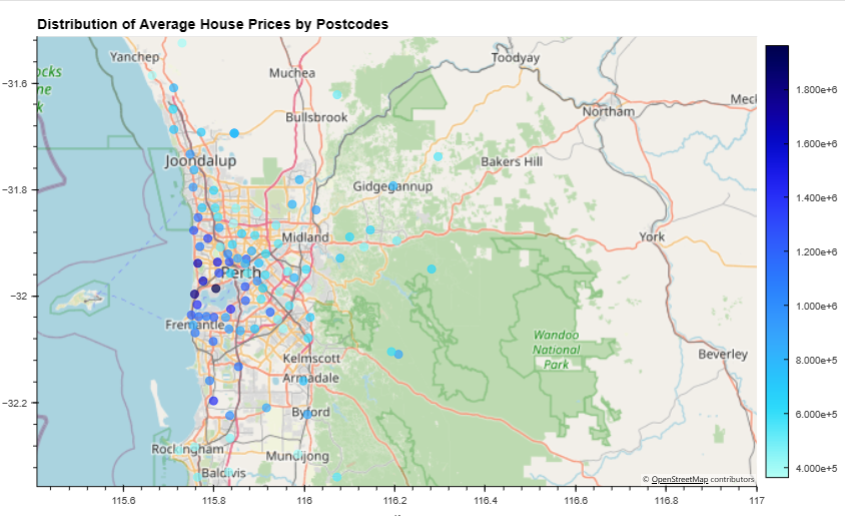 Distribution of Average House Prices by Postcodes
Yanchep
Toodyay
Muchea
ocks
ne
k
Mecl
Northam
Bullsbrook
Joondalup
Bakers Hill
Gidgegannup
Midland
York
Perth
Fremantle
Wandoo
National
Park
Beverley
Kelmscott
Armadale
Byford
Rockingham
Mundijong
Baldivis
© OpenStreetMap contributors
−31.6
−31.8
−32
−32.2
115.6
115.8
116
116.2
116.4
116.6
116.8
117
1.800e+6
1.600e+6
1.400e+6
1.200e+6
1.000e+6
8.000e+5
6.000e+5
4.000e+5